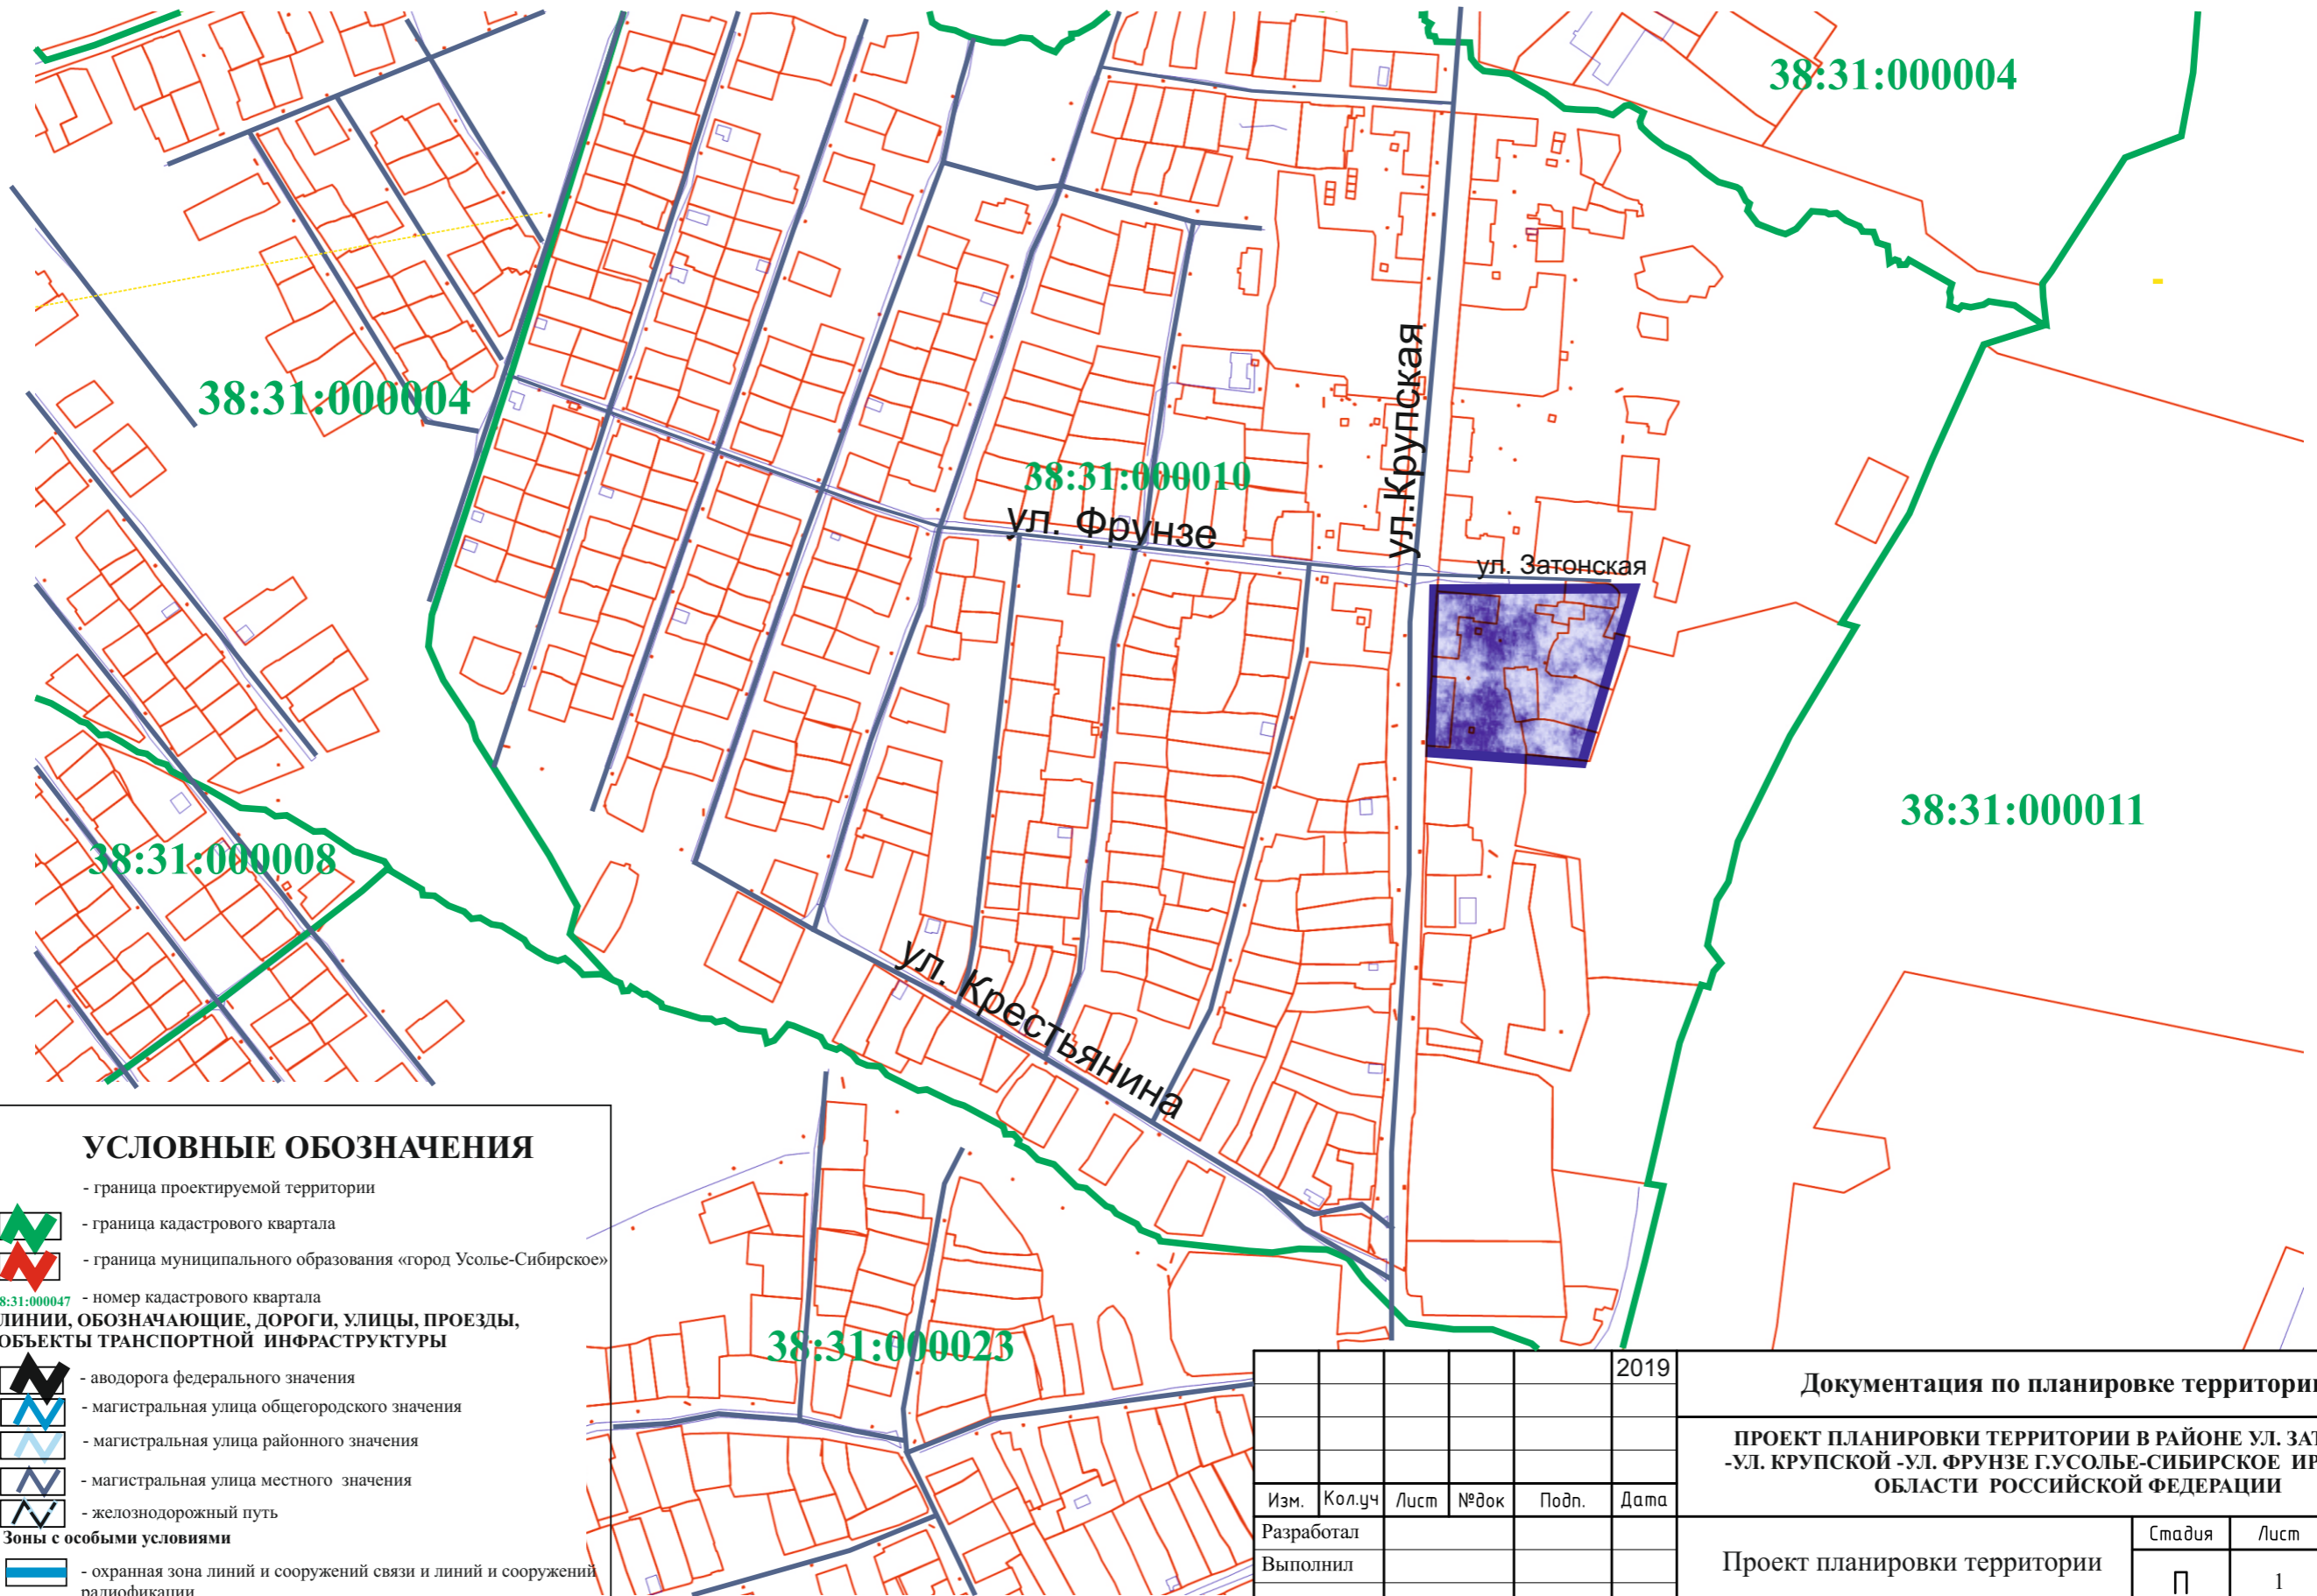 38:31:000004
38:31:000004
ул.Крупская
38:31:000010
ул. Фрунзе
ул. Затонская
38:31:000011
38:31:000008
ул. Крестьянина
38:31:000023
УСЛОВНЫЕ ОБОЗНАЧЕНИЯ
- граница проектируемой территории
- граница кадастрового квартала
- граница муниципального образования «город Усолье-Сибирское»
8:31:000047 - номер кадастрового квартала
ЛИНИИ, ОБОЗНАЧАЮЩИЕ, ДОРОГИ, УЛИЦЫ, ПРОЕЗДЫ,
ОБЪЕКТЫ ТРАНСПОРТНОЙ ИНФРАСТРУКТУРЫ
- аводорога федерального значения
- магистральная улица общегородского значения
- магистральная улица районного значения
- магистральная улица местного значения
- железнодорожный путь
Зоны с особыми условиями
- охранная зона линий и сооружений связи и линий и сооружений
радиофикации
2019
Документация по планировке территории
ПРОЕКТ ПЛАНИРОВКИ ТЕРРИТОРИИ В РАЙОНЕ УЛ. ЗАТ
-УЛ. КРУПСКОЙ -УЛ. ФРУНЗЕ Г.УСОЛЬЕ-СИБИРСКОЕ ИР
ОБЛАСТИ РОССИЙСКОЙ ФЕДЕРАЦИИ
Изм. Кол.уч Лист №док Подп. Дата
Разработал
Выполнил
Проект планировки территории
Стадия Лист
П 1